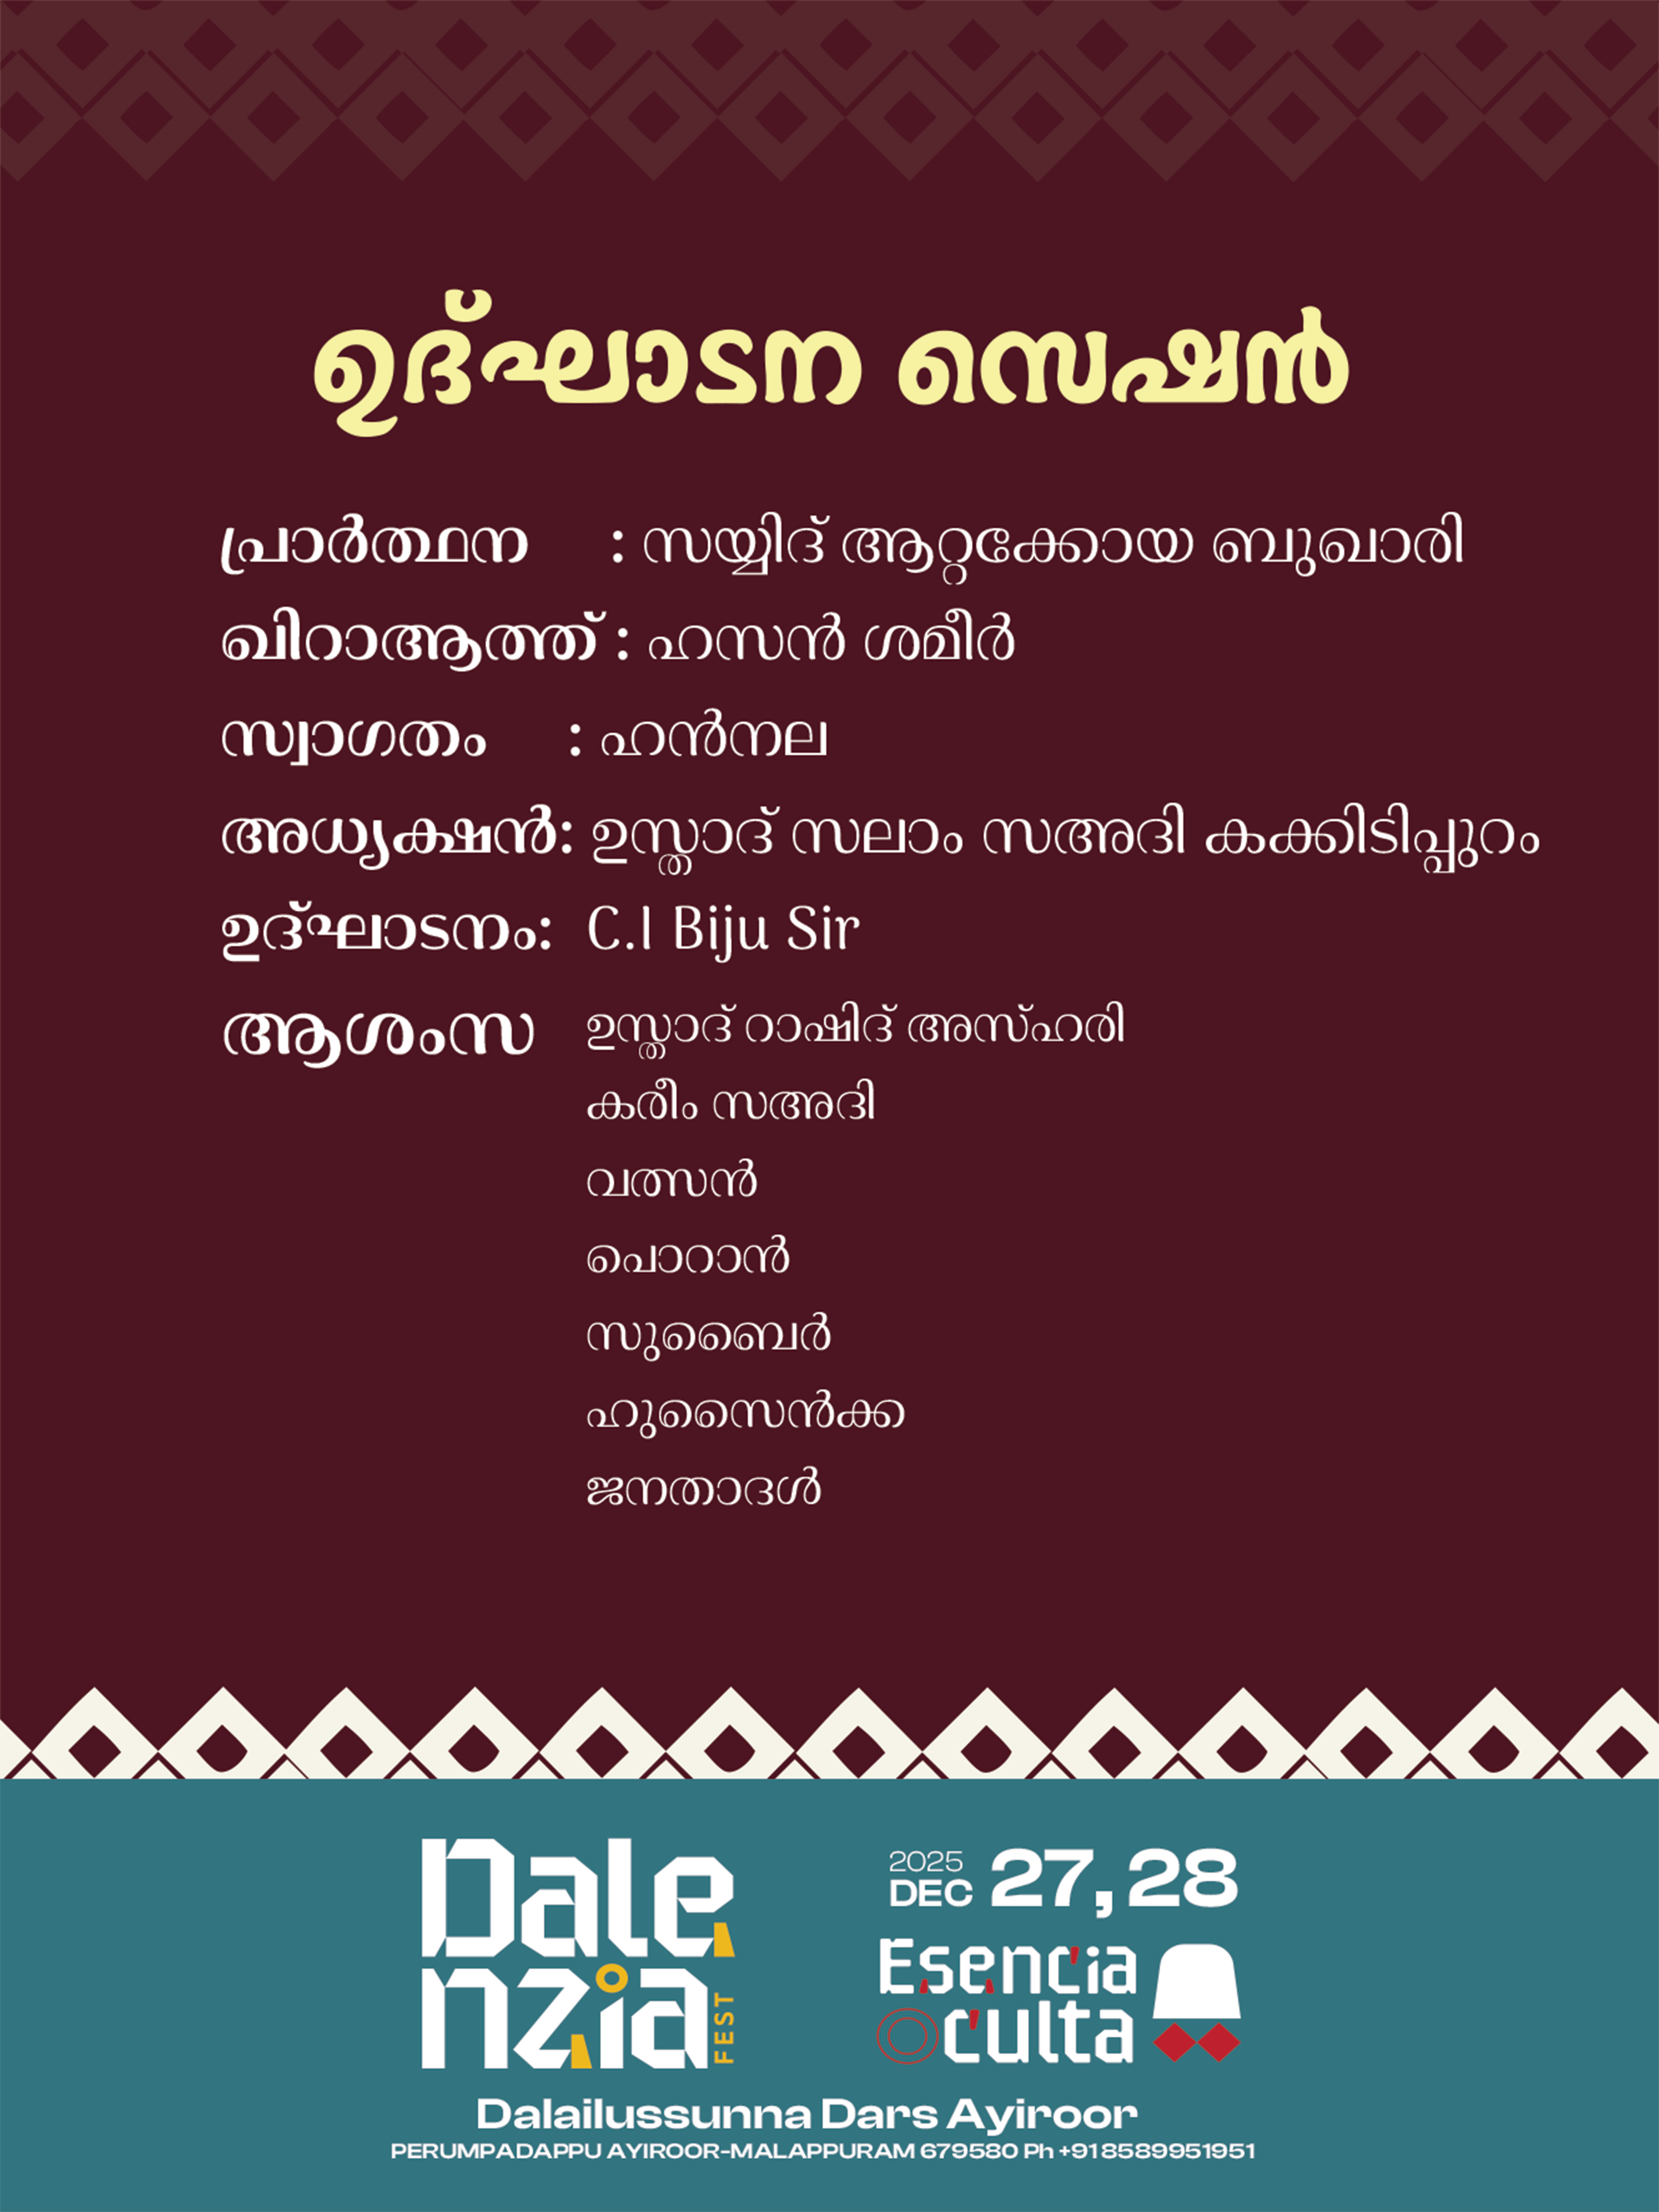 ഉദ്ഘാടന സെഷൻ
പ്രാർത്ഥന : സയ്യിദ് ആറ്റക്കോയ ബുഖാരി
ഖിറാആത്ത് : ഹസൻ ശമീർ
സ്വാഗതം : ഹൻനല
അധ്യക്ഷൻ: ഉസ്താദ് സലാം സഅദി കക്കിടിപ്പുറം
ഉദ്ഘാടനം: C.I Biju Sir
ആശംസ ഉസ്താദ് റാഷിദ് അസ്ഹരി
കരീം സഅദി
വത്സൻ
പൊറാൻ
സുബൈർ
ഹുസൈൻക്ക
ജനതാദൾ
Dale
nzia
FEST
2025
DEC 27, 28
Esencia
Oculta
Dalailussunna Dars Ayiroor
PERUMPADAPPU AYIROOR-MALAPPURAM 679580 Ph +918589951951